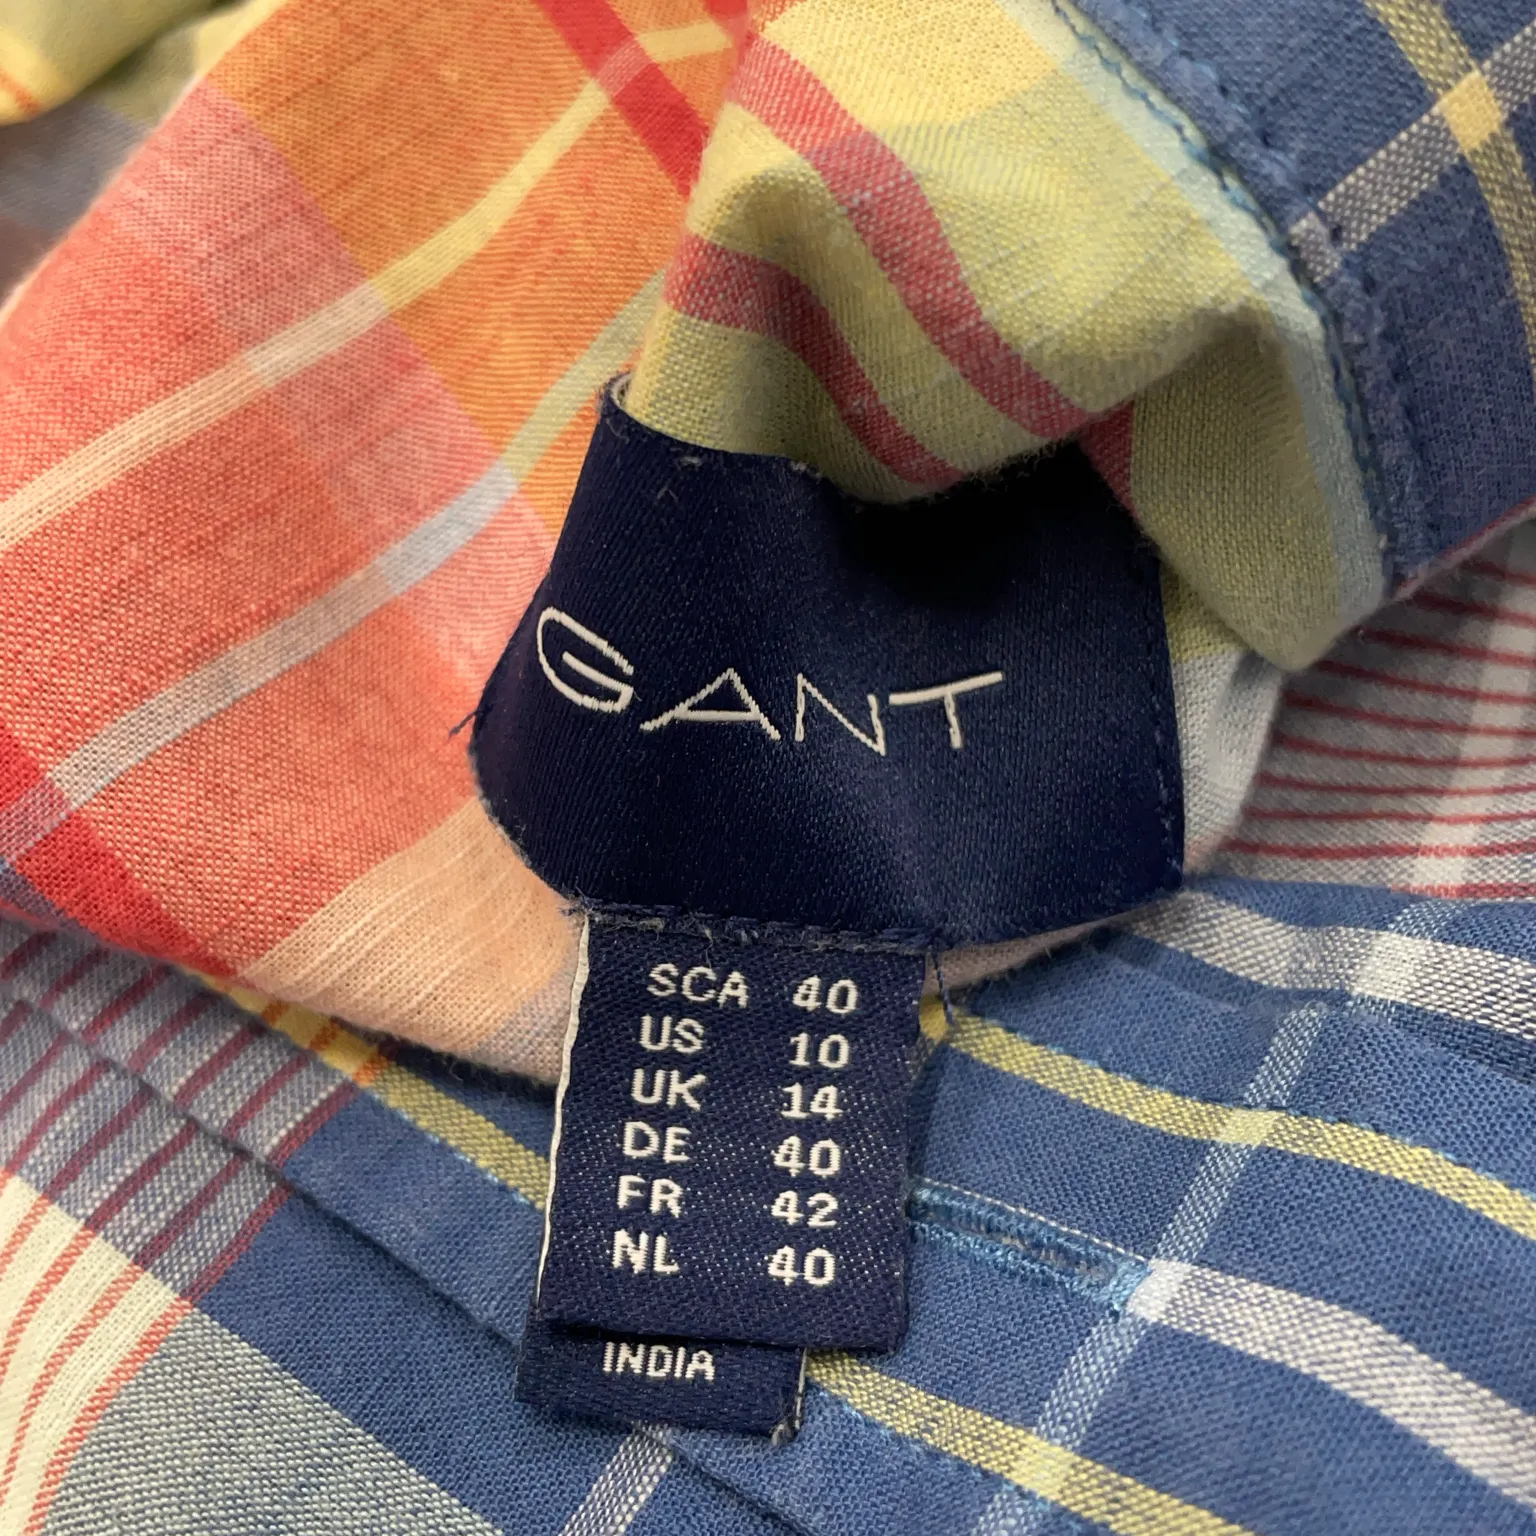 GANT
SCA 40
US 10
UK 14
DE 40
FR 42
NL 40
INDIA